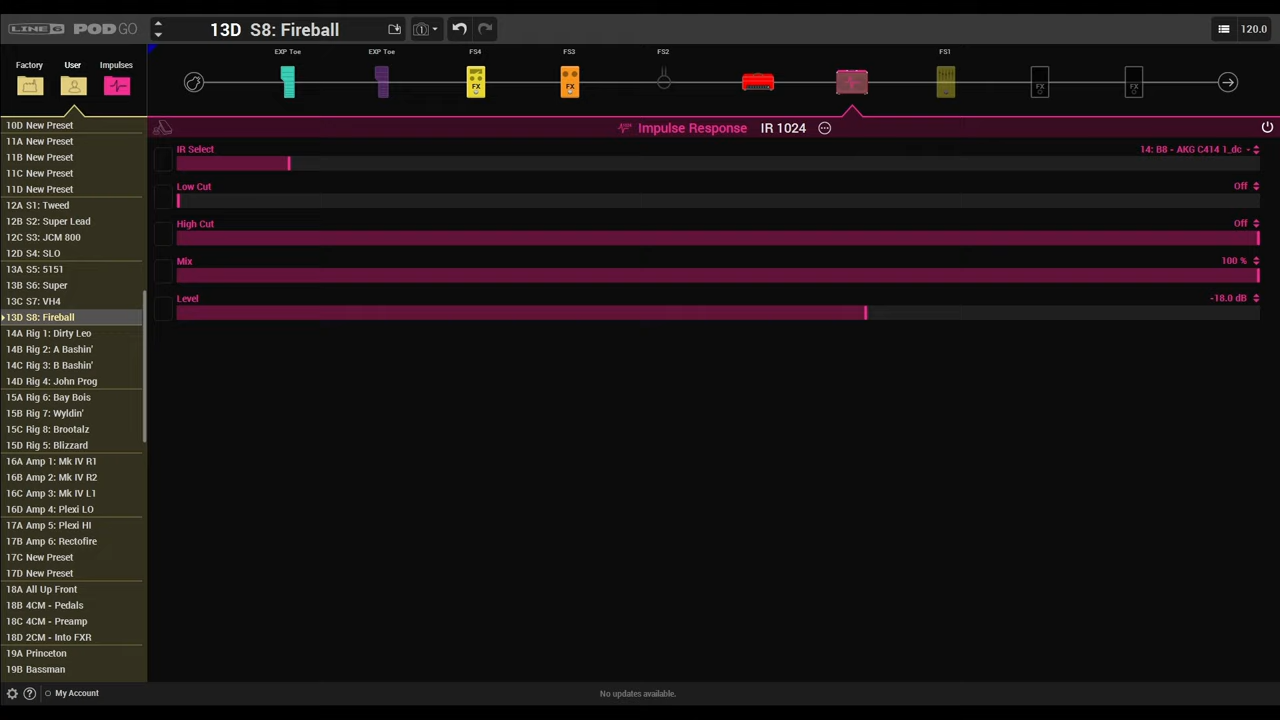 LINE 6 POD GO
13D S8: Fireball
1
120.0
Factory
User
Impulses
EXP Toe
EXP Toe
FS4
FS3
FS2
FS1
FX
FX
FX
FX
Impulse Response IR 1024
IR Select
14: B8 - AKG C414 1_dc
Low Cut
Off
High Cut
Off
Mix
100 %
Level
-18.0 dB
10D New Preset
11A New Preset
11B New Preset
11C New Preset
11D New Preset
12A S1: Tweed
12B S2: Super Lead
12C S3: JCM 800
12D S4: SLO
13A S5: 5151
13B S6: Super
13C S7: VH4
13D S8: Fireball
14A Rig 1: Dirty Leo
14B Rig 2: A Bashin'
14C Rig 3: B Bashin'
14D Rig 4: John Prog
15A Rig 6: Bay Bois
15B Rig 7: Wyldin'
15C Rig 8: Brootalz
15D Rig 5: Blizzard
16A Amp 1: Mk IV R1
16B Amp 2: Mk IV R2
16C Amp 3: Mk IV L1
16D Amp 4: Plexi LO
17A Amp 5: Plexi HI
17B Amp 6: Rectofire
17C New Preset
17D New Preset
18A All Up Front
18B 4CM - Pedals
18C 4CM - Preamp
18D 2CM - Into FXR
19A Princeton
19B Bassman
? My Account
No updates available.